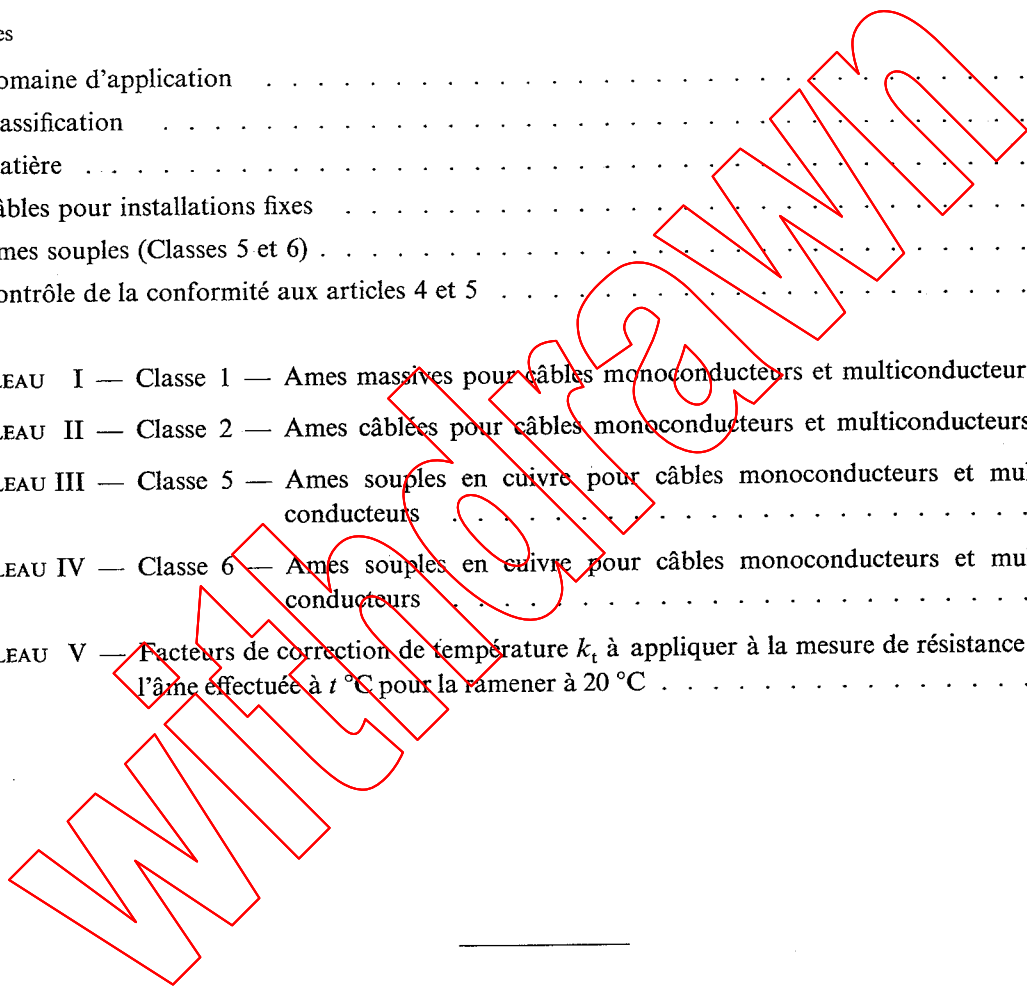 es
omaine d'application . . . . . . . . . . . . . . . . . . . . . . . . . . . . . .
assification . . . . . . . . . . . . . . . . . . . . . . . . . . . . . . . . . .
atière . . . . . . . . . . . . . . . . . . . . . . . . . . . . . . . . . . . . .
âbles pour installations fixes . . . . . . . . . . . . . . . . . . . . . . . . . . .
mes souples (Classes 5 et 6) . . . . . . . . . . . . . . . . . . . . . . . . . . . .
ontrôle de la conformité aux articles 4 et 5 . . . . . . . . . . . . . . . . . . . . .
LEAU I — Classe 1 — Ames massives pour câbles monoconducteurs et multiconducteur
LEAU II — Classe 2 — Ames câblées pour câbles monoconducteurs et multiconducteurs
LEAU III — Classe 5 — Ames souples en cuivre pour câbles monoconducteurs et mul
conducteurs . . . . . . . . . . . . . . . . . . . . . . .
LEAU IV — Classe 6 — Ames souples en cuivre pour câbles monoconducteurs et mu
conducteurs . . . . . . . . . . . . . . . . . . . . . . .
LEAU V — Facteurs de correction de température kt à appliquer à la mesure de résistance
l'âme effectuée à t °C pour la ramener à 20 °C . . . . . . . . . . . . . . .
withdrawn